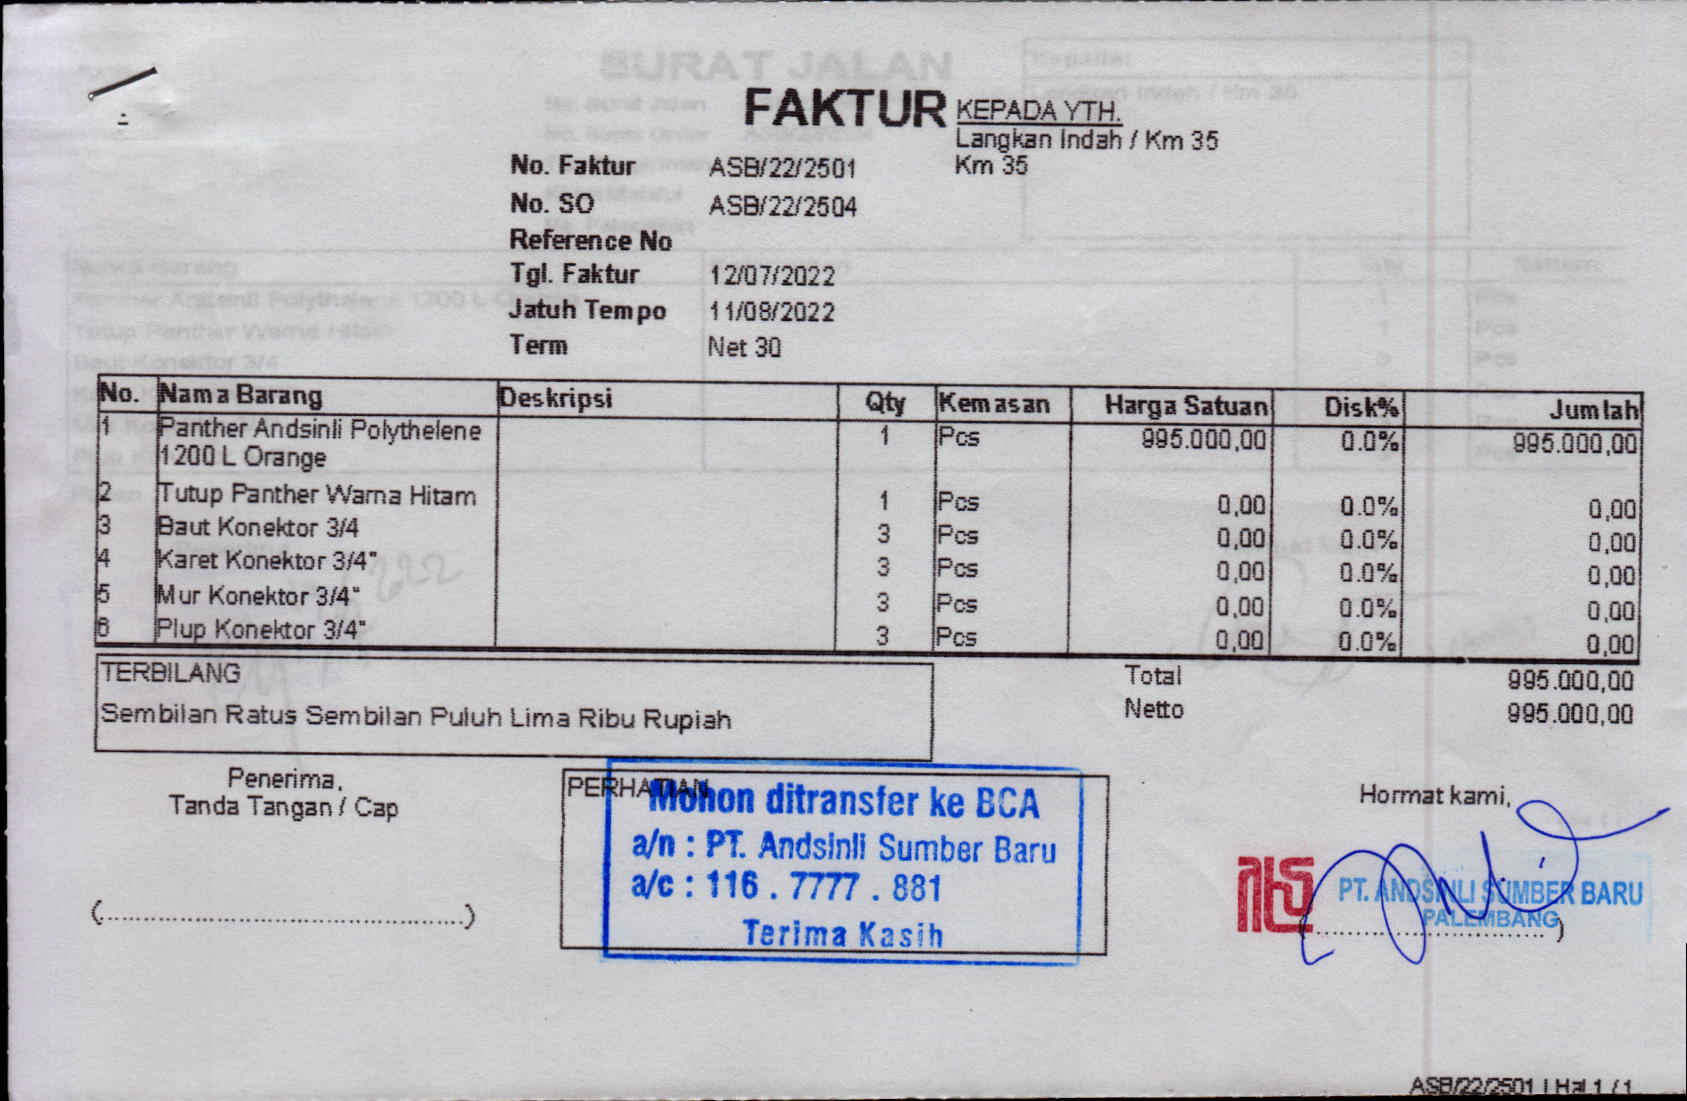 FAKTUR
KEPADA YTH.
Langkan Indah / Km 35
Km 35
No. Faktur ASB/22/2501
No. SO ASB/22/2504
Reference No
Tgl. Faktur 12/07/2022
Jatuh Tempo 11/08/2022
Term Net 30
No. Nama Barang Deskripsi Qty Kemasan Harga Satuan Disk% Jumlah
1 Panther Andsinli Polythelene 1 Pcs 995.000,00 0.0% 995.000,00
1200 L Orange
2 Tutup Panther Warna Hitam 1 Pcs 0,00 0.0% 0,00
3 Baut Konektor 3/4 3 Pcs 0,00 0.0% 0,00
4 Karet Konektor 3/4" 3 Pcs 0,00 0.0% 0,00
5 Mur Konektor 3/4" 3 Pcs 0,00 0.0% 0,00
6 Plup Konektor 3/4" 3 Pcs 0,00 0.0% 0,00
TERBILANG
Sembilan Ratus Sembilan Puluh Lima Ribu Rupiah
Total 995.000,00
Netto 995.000,00
Penerima,
Tanda Tangan / Cap
(.............................................)
PERHATIAN
Mohon ditransfer ke BCA
a/n : PT. Andsinli Sumber Baru
a/c : 116 . 7777 . 881
Terima Kasih
Hormat kami,
PT. ANDSINLI SUMBER BARU
PALEMBANG
ASB/22/2501 | Hal 1 / 1
SURAT JALAN
Kepada:
Langkan Indah / Km 35